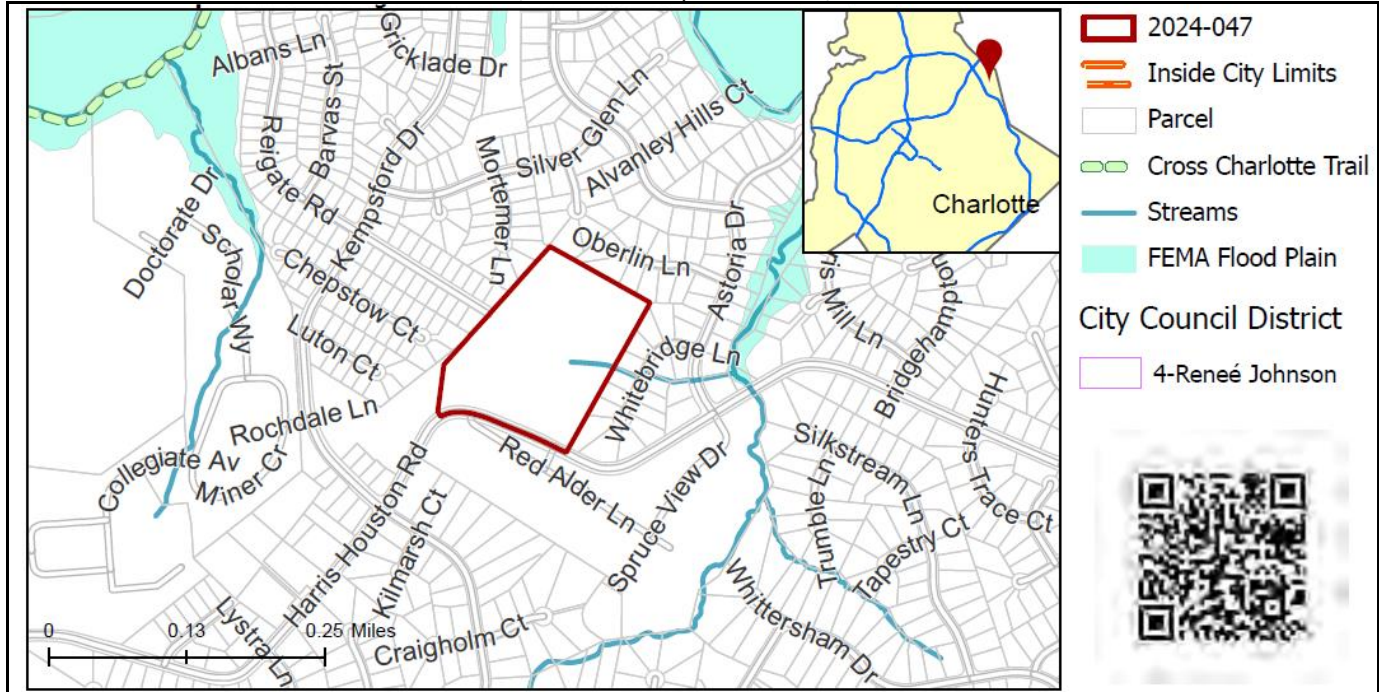 Albans Ln
Gricklade Dr
Barvas St
Reigate Rd
Kempsford Dr
Mortemer Ln
Silver Glen Ln
Alvanley Hills Ct
Doctorate Dr
Scholar Wy
Chepstow Ct
Luton Ct
Oberlin Ln
Astoria Dr
Whitebridge Ln
Mill Ln
Bridgehampton
Hunters Trace Ct
Rochdale Ln
Collegiate Av
Miner Cr
Red Alder Ln
Harris Houston Rd
Kilmarsh Ct
Spruce View Dr
Silkstream Ln
Trumble Ln
Tapestry Ct
Whittersham Dr
Craigholm Ct
Lystra Ln
0 0.13 0.25 Miles
Charlotte
2024-047
Inside City Limits
Parcel
Cross Charlotte Trail
Streams
FEMA Flood Plain
City Council District
4-Reneé Johnson